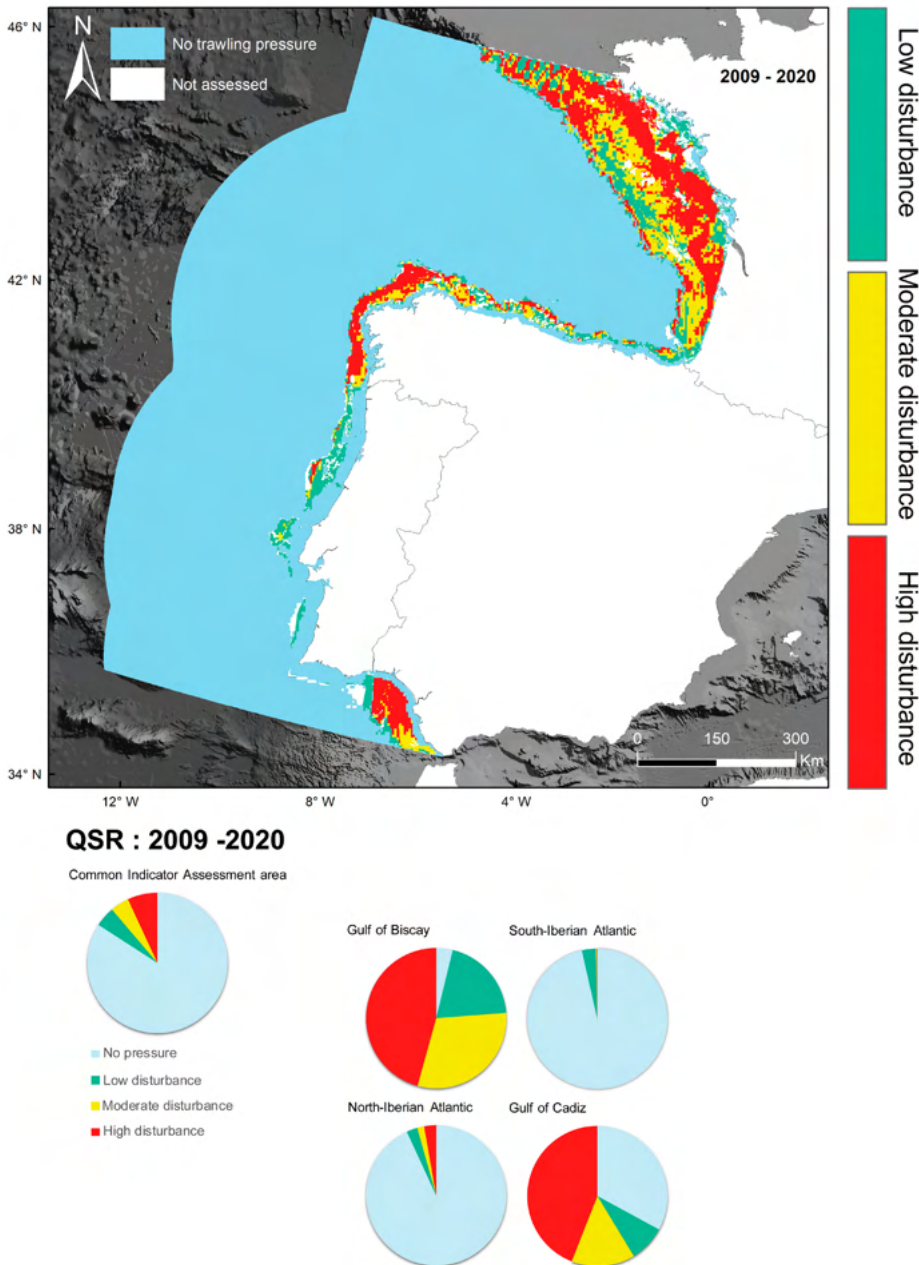 46° N
42° N
38° N
34° N
N
No trawling pressure
Not assessed
2009 - 2020
0 150 300
Km
12° W 8° W 4° W 0°
Low disturbance
Moderate disturbance
High disturbance
QSR : 2009 -2020
Common Indicator Assessment area
No pressure
Low disturbance
Moderate disturbance
High disturbance
Gulf of Biscay
South-Iberian Atlantic
North-Iberian Atlantic
Gulf of Cadiz